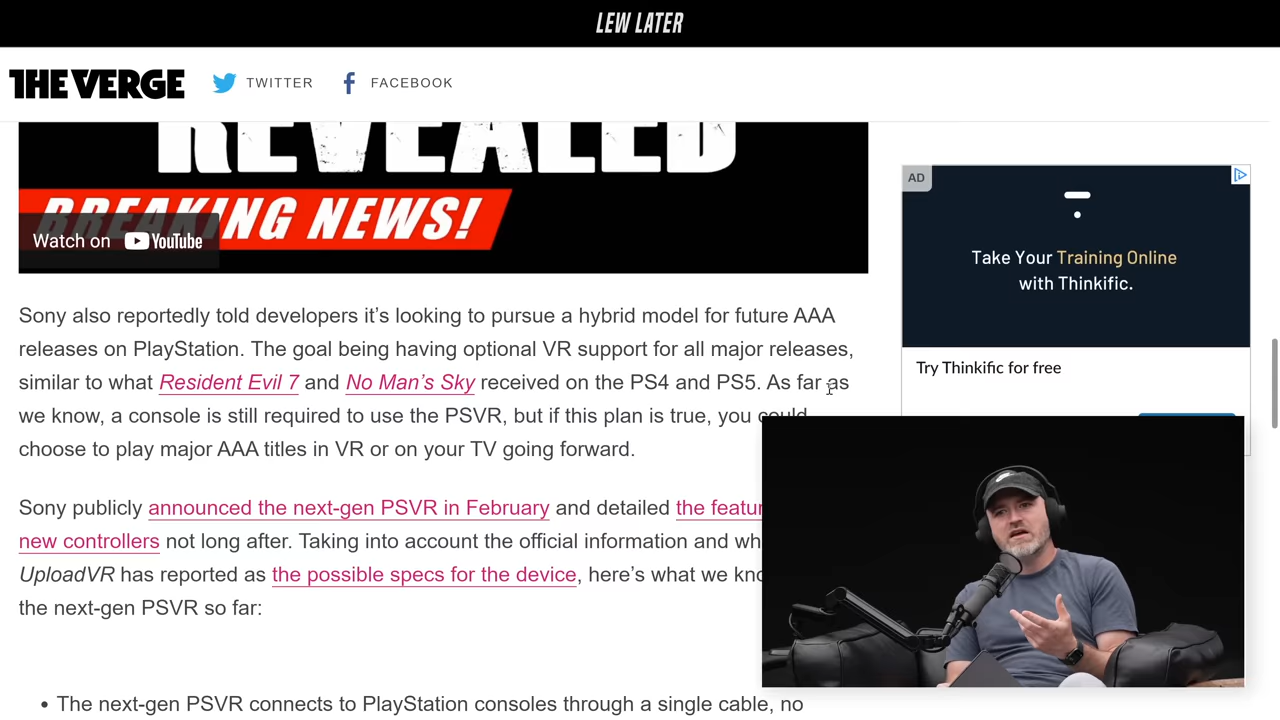 LEW LATER
THE VERGE
TWITTER
FACEBOOK
REVEALED
BREAKING NEWS!
Watch on YouTube
AD
Take Your Training Online
with Thinkific.
Try Thinkific for free
Sony also reportedly told developers it’s looking to pursue a hybrid model for future AAA
releases on PlayStation. The goal being having optional VR support for all major releases,
similar to what Resident Evil 7 and No Man’s Sky received on the PS4 and PS5. As far as
we know, a console is still required to use the PSVR, but if this plan is true, you could
choose to play major AAA titles in VR or on your TV going forward.
Sony publicly announced the next-gen PSVR in February and detailed the
new controllers not long after. Taking into account the official information and
UploadVR has reported as the possible specs for the device, here’s what we
the next-gen PSVR so far:
• The next-gen PSVR connects to PlayStation consoles through a single cable, no